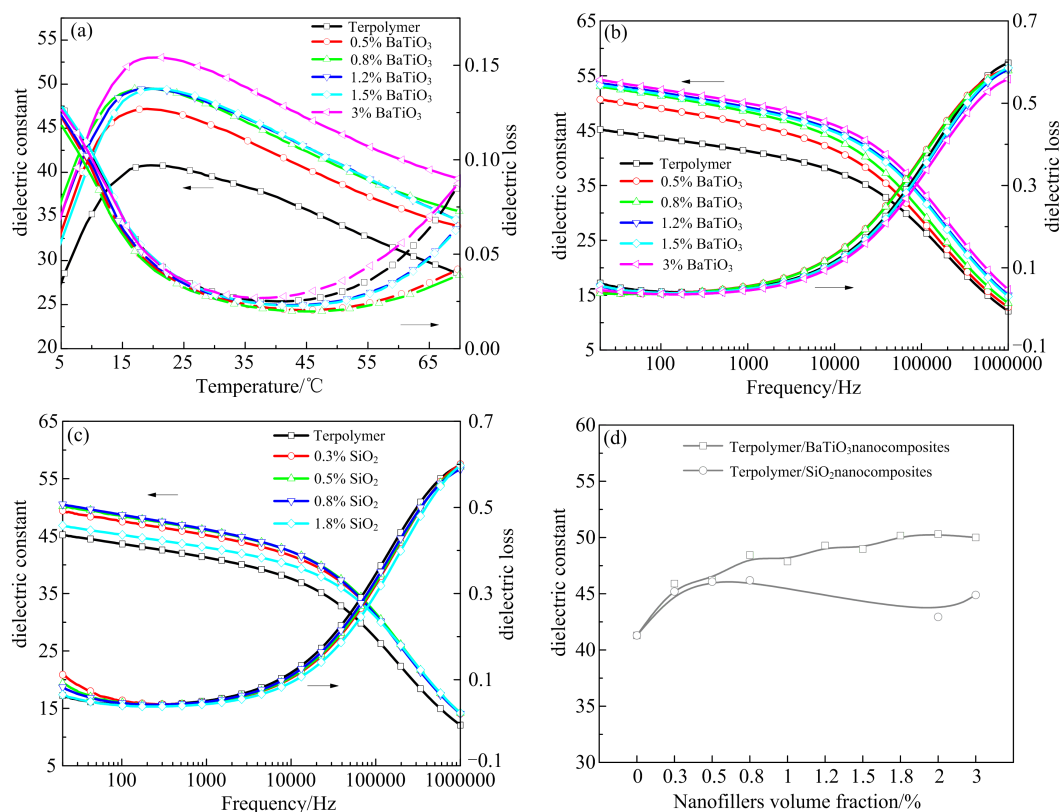 (a)
Terpolymer
0.5% BaTiO₃
0.8% BaTiO₃
1.2% BaTiO₃
1.5% BaTiO₃
3% BaTiO₃
55
50
45
40
35
30
25
20
dielectric constant
0.15
0.10
0.05
0.00
dielectric loss
5 15 25 35 45 55 65
Temperature/℃
(b)
Terpolymer
0.5% BaTiO₃
0.8% BaTiO₃
1.2% BaTiO₃
1.5% BaTiO₃
3% BaTiO₃
65
55
45
35
25
15
5
dielectric constant
0.7
0.5
0.3
0.1
−0.1
dielectric loss
100 1000 10000 100000 1000000
Frequency/Hz
(c)
Terpolymer
0.3% SiO₂
0.5% SiO₂
0.8% SiO₂
1.8% SiO₂
65
55
45
35
25
15
5
dielectric constant
0.7
0.5
0.3
0.1
−0.1
dielectric loss
100 1000 10000 100000 1000000
Frequency/Hz
(d)
Terpolymer/BaTiO₃nanocomposites
Terpolymer/SiO₂nanocomposites
60
55
50
45
40
35
30
dielectric constant
0 0.3 0.5 0.8 1 1.2 1.5 1.8 2 3
Nanofillers volume fraction/%